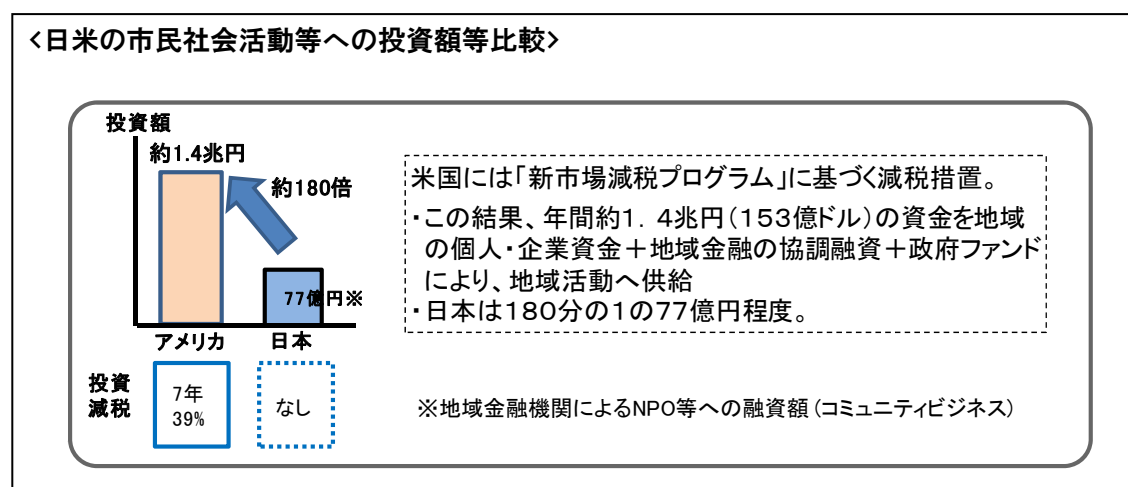 <日米の市民社会活動等への投資額等比較>
投資額
約1.4兆円
約180倍
77億円※
アメリカ
日本
投資
減税
7年
39%
なし
米国には「新市場減税プログラム」に基づく減税措置。
・この結果、年間約1.4兆円(153億ドル)の資金を地域
の個人・企業資金+地域金融の協調融資+政府ファンド
により、地域活動へ供給
・日本は180分の1の77億円程度。
※地域金融機関によるNPO等への融資額(コミュニティビジネス)